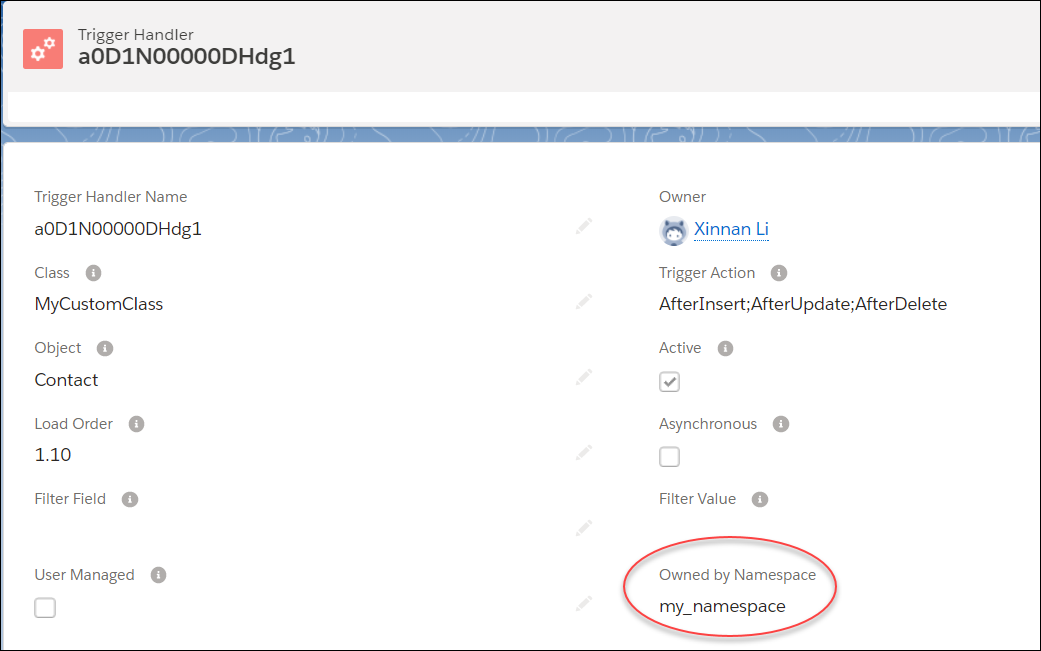 Trigger Handler
a0D1N00000DHdg1
Trigger Handler Name
a0D1N00000DHdg1
Owner
Xinnan Li
Class
MyCustomClass
Trigger Action
AfterInsert;AfterUpdate;AfterDelete
Object
Contact
Active
Load Order
1.10
Asynchronous
Filter Field
Filter Value
User Managed
Owned by Namespace
my_namespace